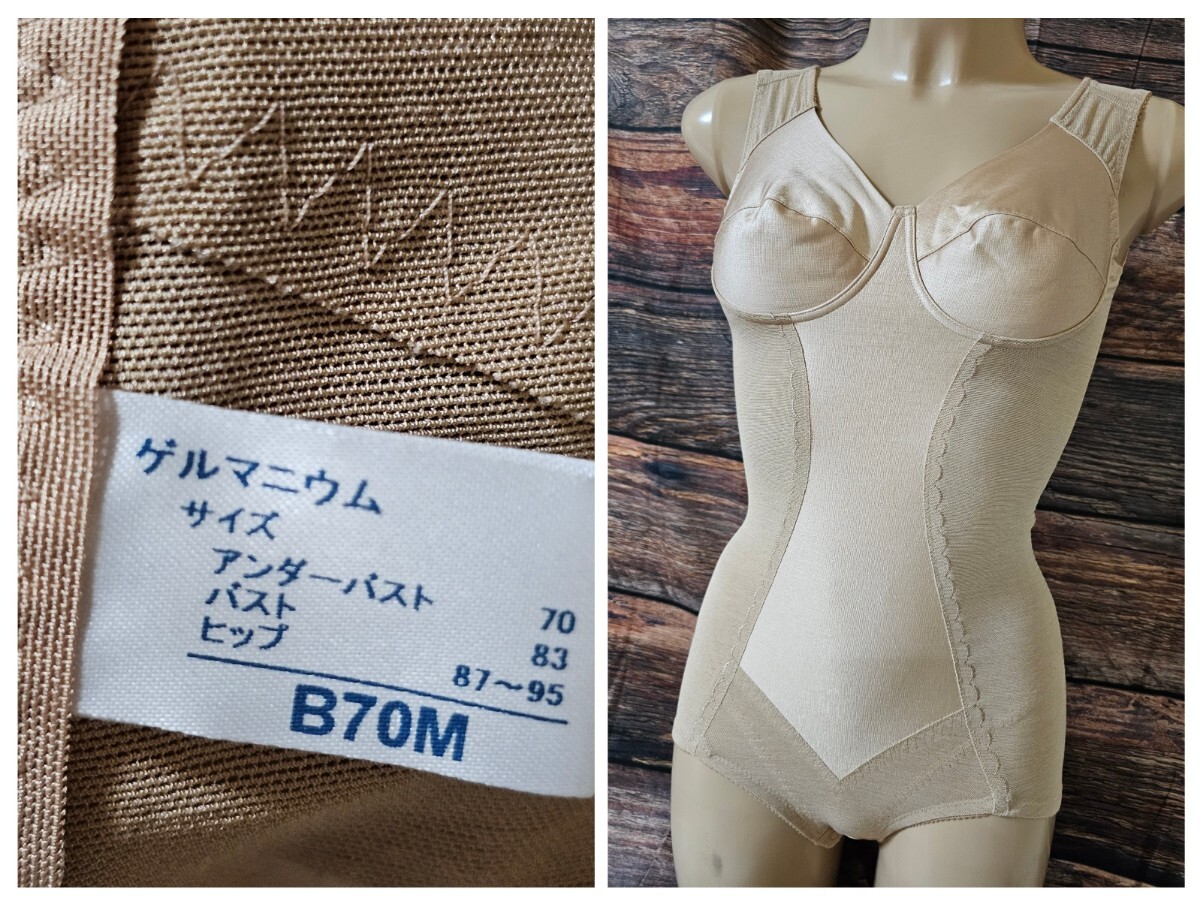 ゲルマニウム
サイズ
アンダーバスト 70
バスト 83
ヒップ 87～95
B70M